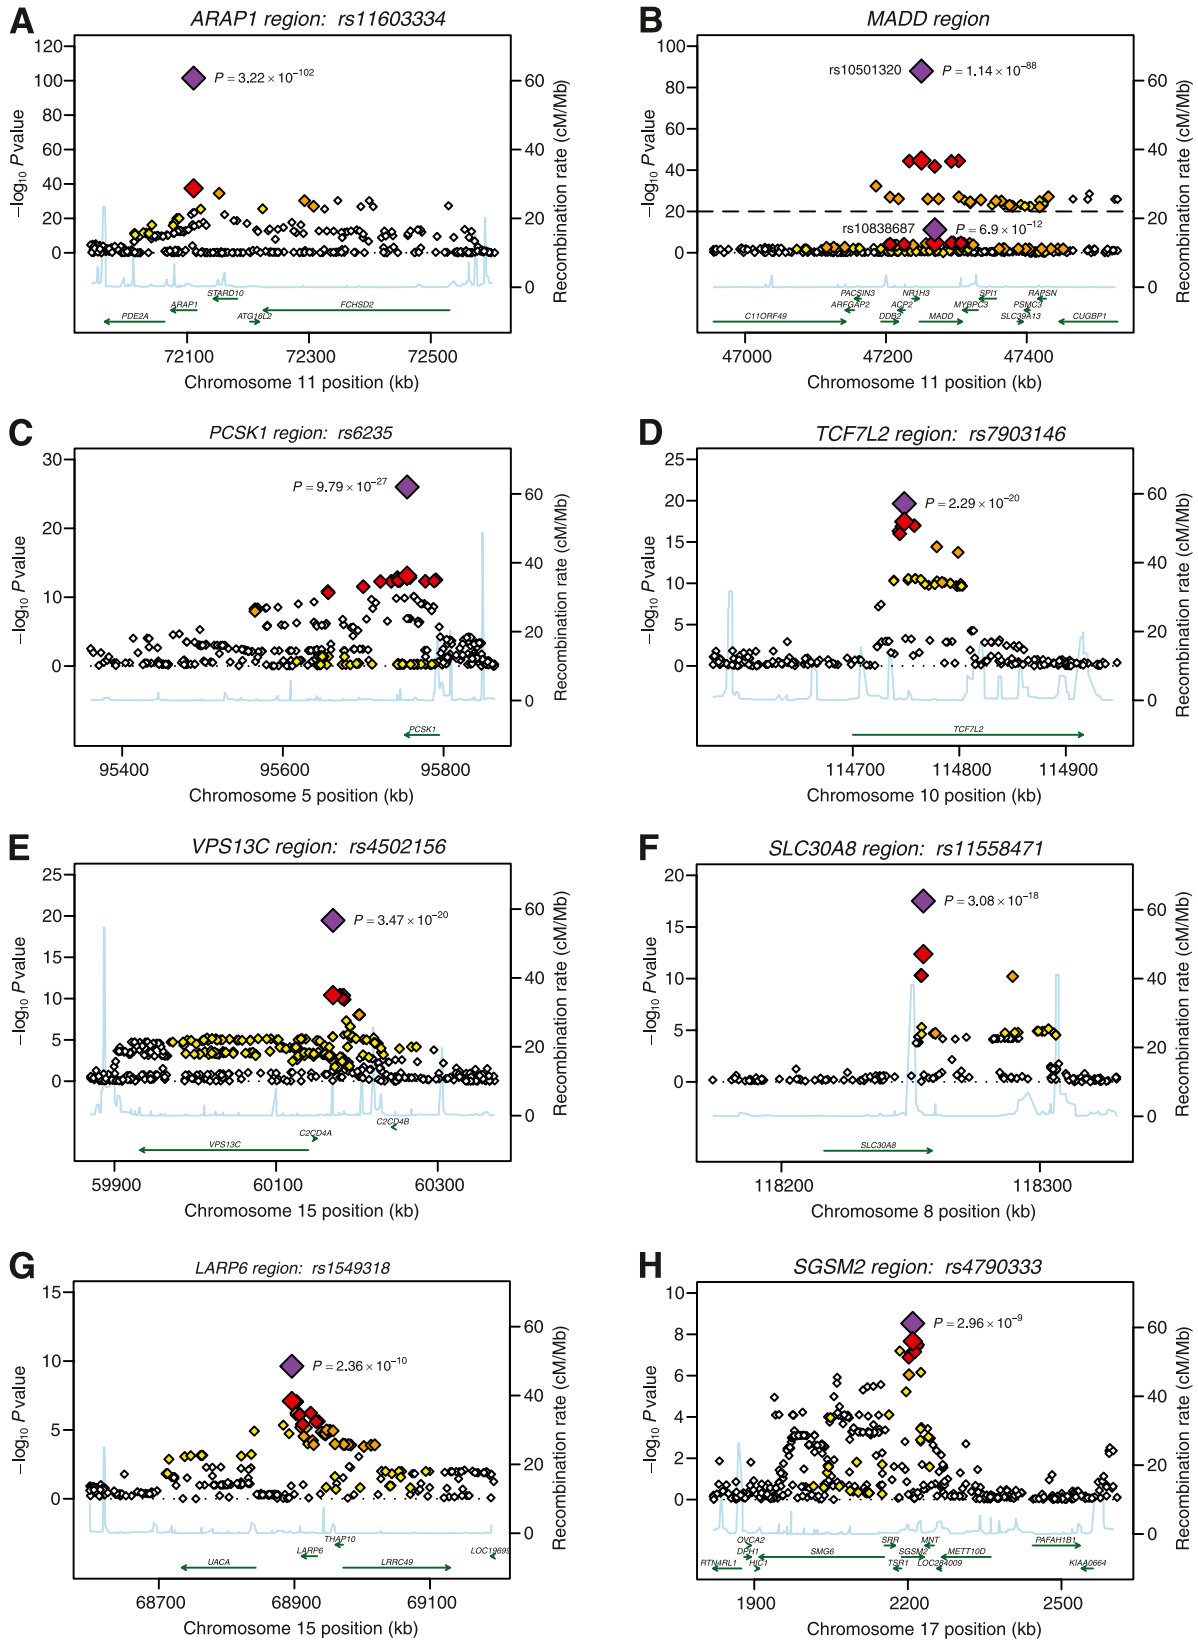 A
ARAP1 region: rs11603334
120
100
80
60
40
20
0
−log10 P value
P = 3.22 × 10−102
60
40
20
0
Recombination rate (cM/Mb)
STARD10
ARAP1
FCHSD2
PDE2A
ATG16L2
72100
72300
72500
Chromosome 11 position (kb)
B
MADD region
100
80
60
40
20
0
−log10 P value
rs10501320
P = 1.14 × 10−88
rs10838687
P = 6.9 × 10−12
60
40
20
0
Recombination rate (cM/Mb)
PACSIN3
NR1H3
SPI1
RAPSN
ARFGAP2
ACP2
MYBPC3
PSMC3
C11ORF49
DDB2
MADD
SLC39A13
CUGBP1
47000
47200
47400
Chromosome 11 position (kb)
C
PCSK1 region: rs6235
30
20
10
0
−log10 P value
P = 9.79 × 10−27
60
40
20
0
Recombination rate (cM/Mb)
PCSK1
95400
95600
95800
Chromosome 5 position (kb)
D
TCF7L2 region: rs7903146
25
20
15
10
5
0
−log10 P value
P = 2.29 × 10−20
60
40
20
0
Recombination rate (cM/Mb)
TCF7L2
114700
114800
114900
Chromosome 10 position (kb)
E
VPS13C region: rs4502156
25
20
15
10
5
0
−log10 P value
P = 3.47 × 10−20
60
40
20
0
Recombination rate (cM/Mb)
C2CD4B
C2CD4A
VPS13C
59900
60100
60300
Chromosome 15 position (kb)
F
SLC30A8 region: rs11558471
20
15
10
5
0
−log10 P value
P = 3.08 × 10−18
60
40
20
0
Recombination rate (cM/Mb)
SLC30A8
118200
118300
Chromosome 8 position (kb)
G
LARP6 region: rs1549318
15
10
5
0
−log10 P value
P = 2.36 × 10−10
60
40
20
0
Recombination rate (cM/Mb)
THAP10
LARP6
LOC19699
UACA
LRRC49
68700
68900
69100
Chromosome 15 position (kb)
H
SGSM2 region: rs4790333
10
8
6
4
2
0
−log10 P value
P = 2.96 × 10−9
60
40
20
0
Recombination rate (cM/Mb)
OVCA2
SRR
MNT
PAFAH1B1
DPH1
SMG6
SGSM2
METT10D
RTN4RL1
HIC1
TSR1
LOC284009
KIAA0664
1900
2200
2500
Chromosome 17 position (kb)